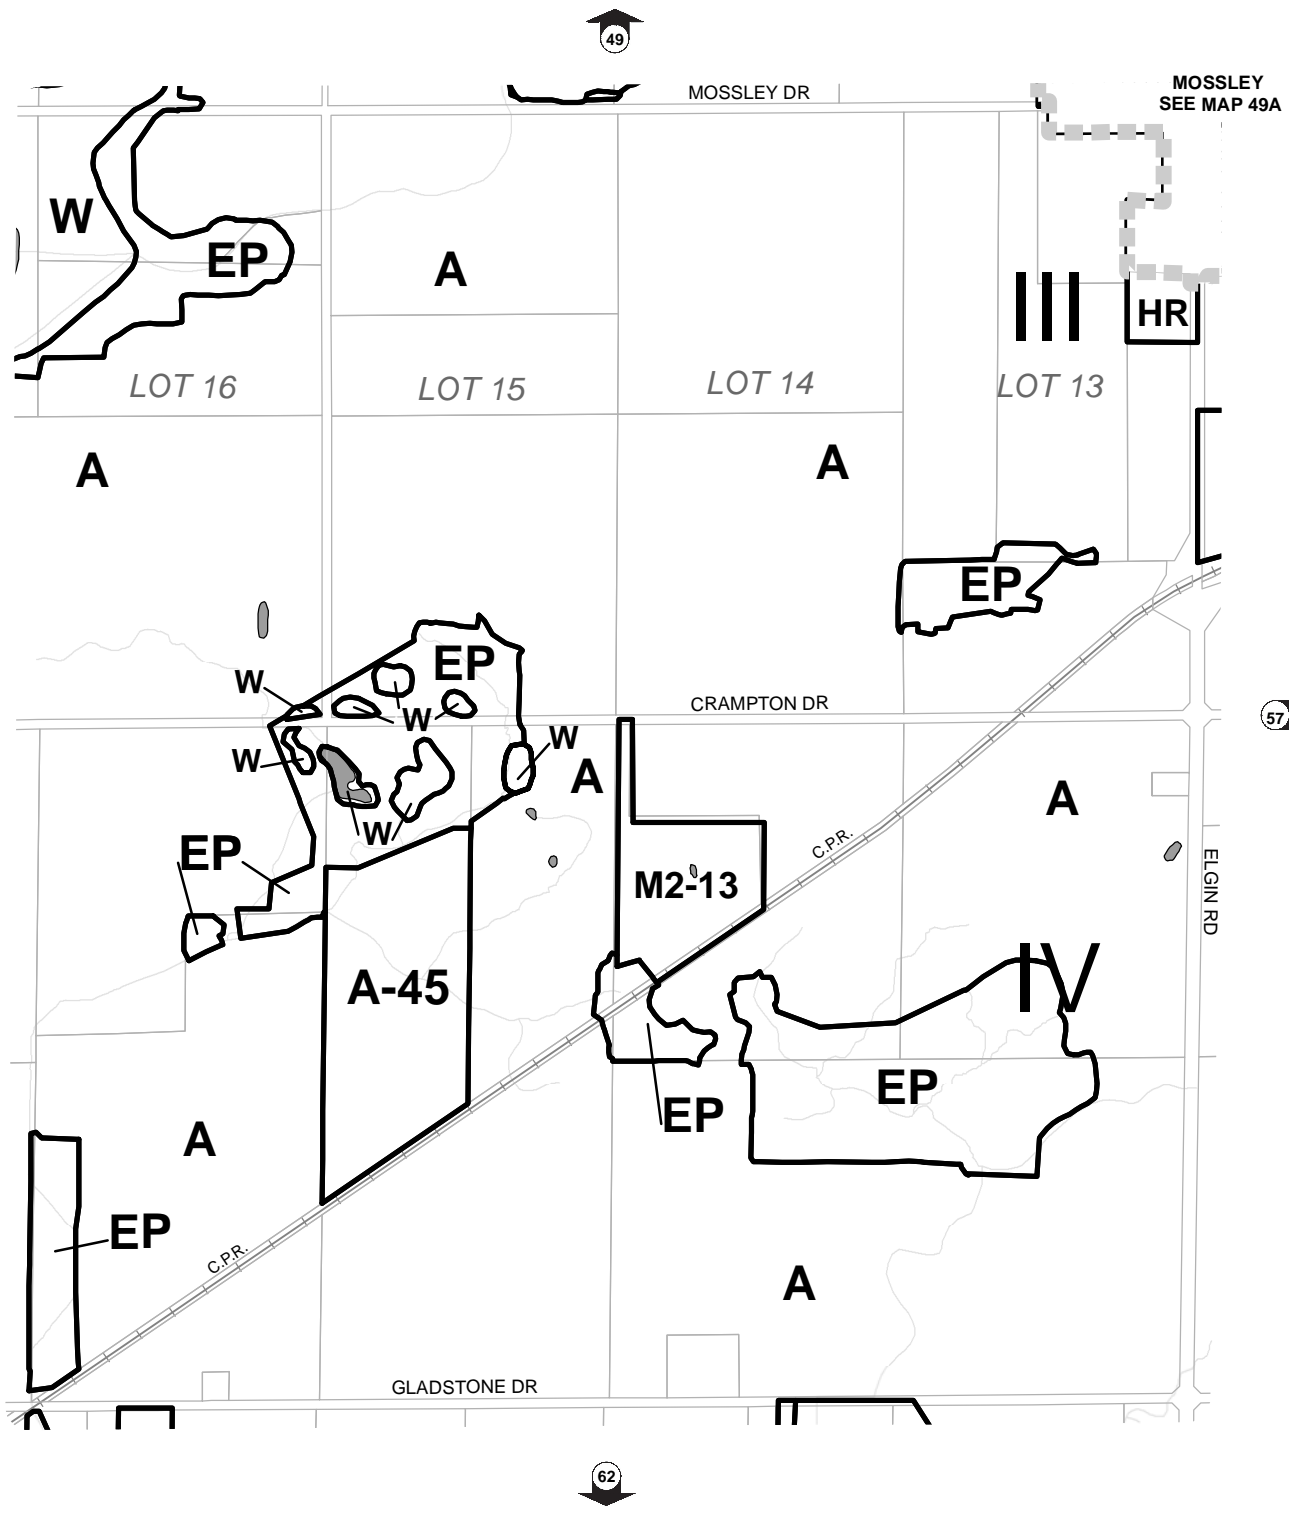 49
MOSSLEY DR
MOSSLEY
SEE MAP 49A
W
EP
A
III
HR
LOT 16
LOT 15
LOT 14
LOT 13
A
A
EP
EP
W
W
CRAMPTON DR
57
W
W
A
A
W
C.P.R.
EP
ELGIN RD
M2-13
IV
A-45
EP
EP
A
EP
C.P.R.
A
GLADSTONE DR
62